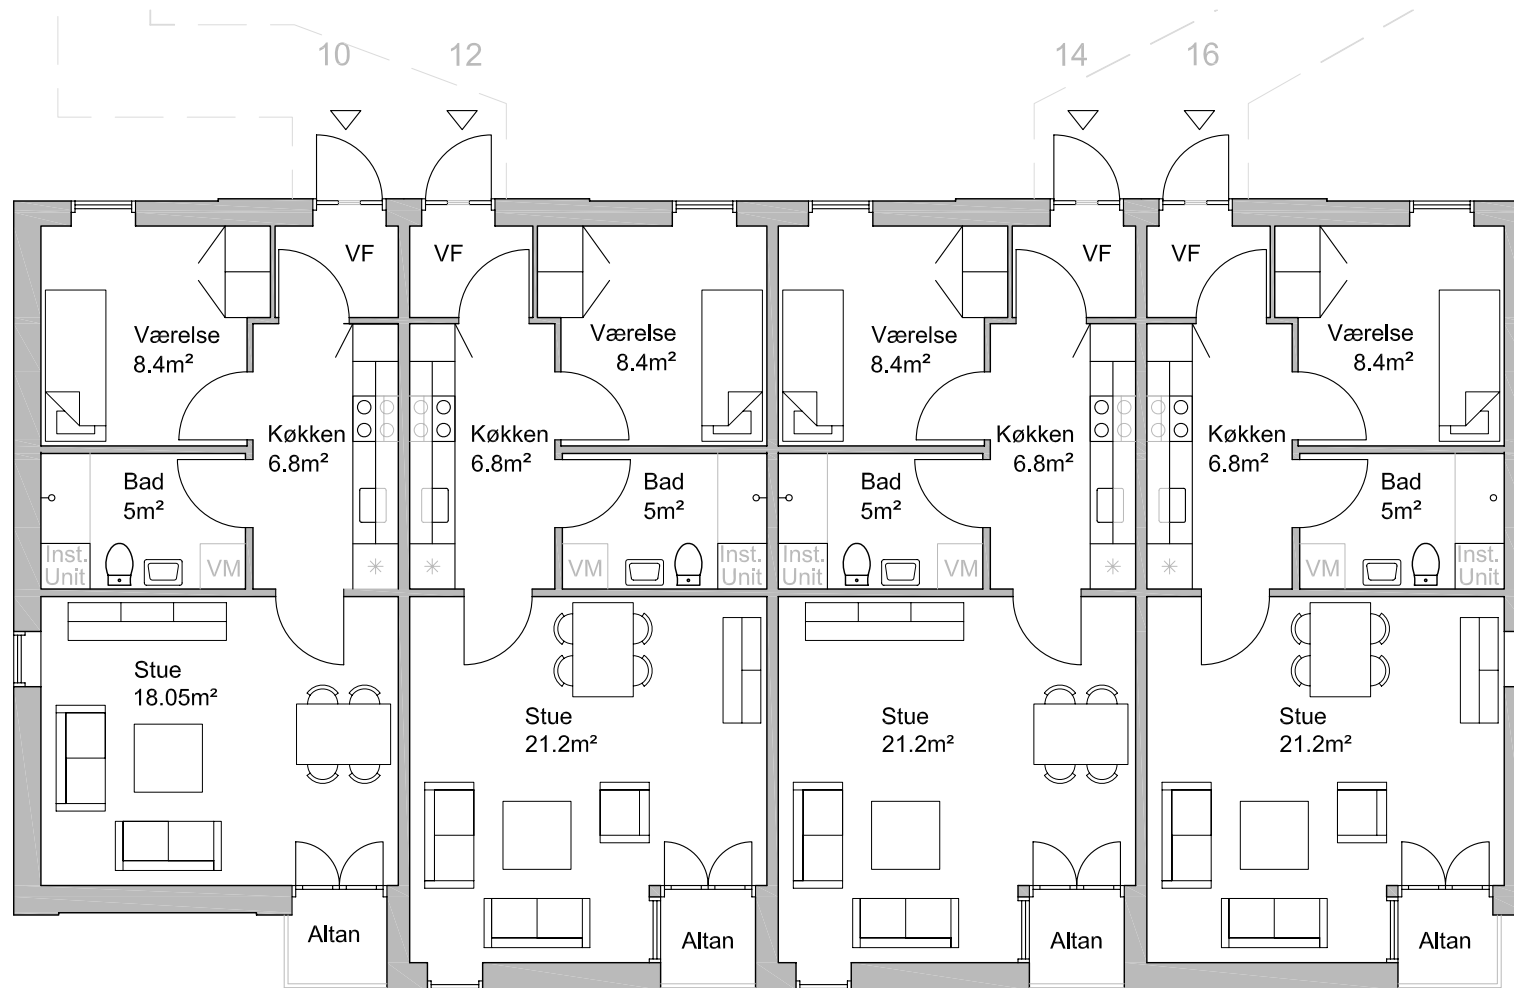 10
12
14
16
VF
VF
VF
VF
Værelse
8.4m²
Værelse
8.4m²
Værelse
8.4m²
Værelse
8.4m²
Køkken
6.8m²
Køkken
6.8m²
Køkken
6.8m²
Køkken
6.8m²
Bad
5m²
Bad
5m²
Bad
5m²
Bad
5m²
Inst.
Unit
VM
VM
Inst.
Unit
Inst.
Unit
VM
VM
Inst.
Unit
Stue
18.05m²
Stue
21.2m²
Stue
21.2m²
Stue
21.2m²
Altan
Altan
Altan
Altan